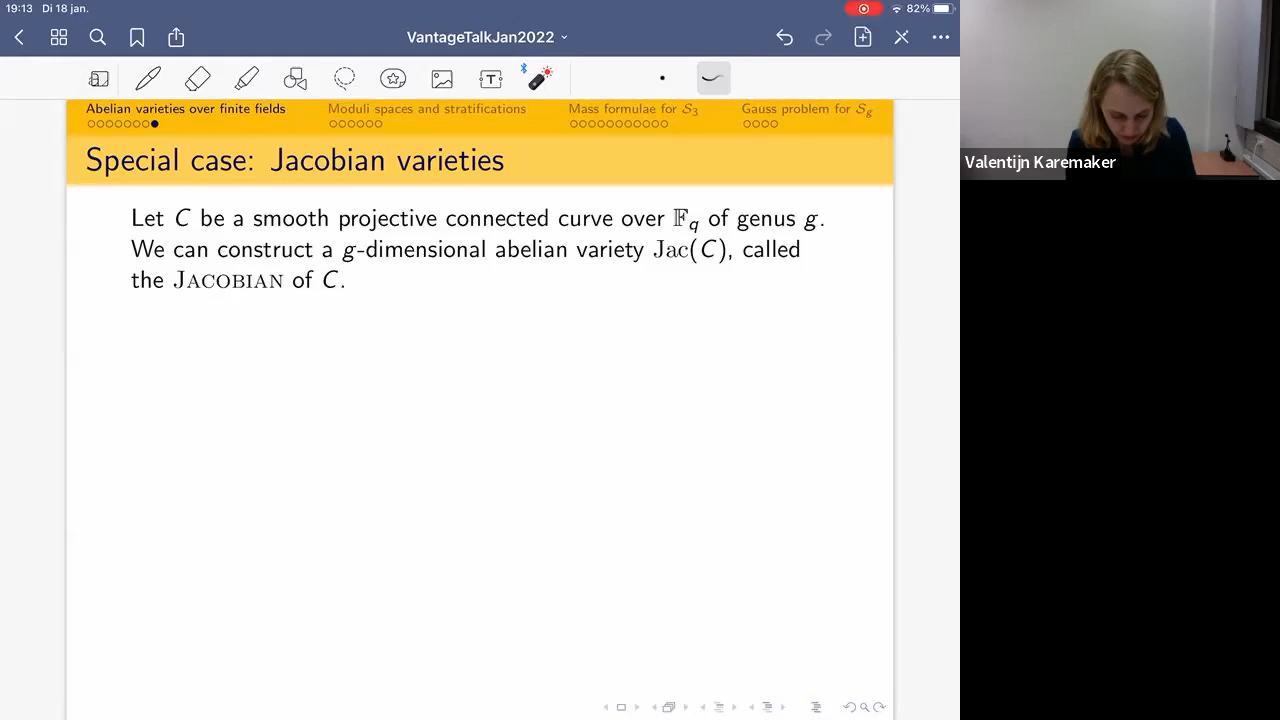 19:13 Di 18 jan.
82%
VantageTalkJan2022
T
Abelian varieties over finite fields
Moduli spaces and stratifications
Mass formulae for 𝒮₃
Gauss problem for 𝒮_g
Special case: Jacobian varieties
Let C be a smooth projective connected curve over 𝔽_q of genus g.
We can construct a g-dimensional abelian variety Jac(C), called
the JACOBIAN of C.
Valentijn Karemaker